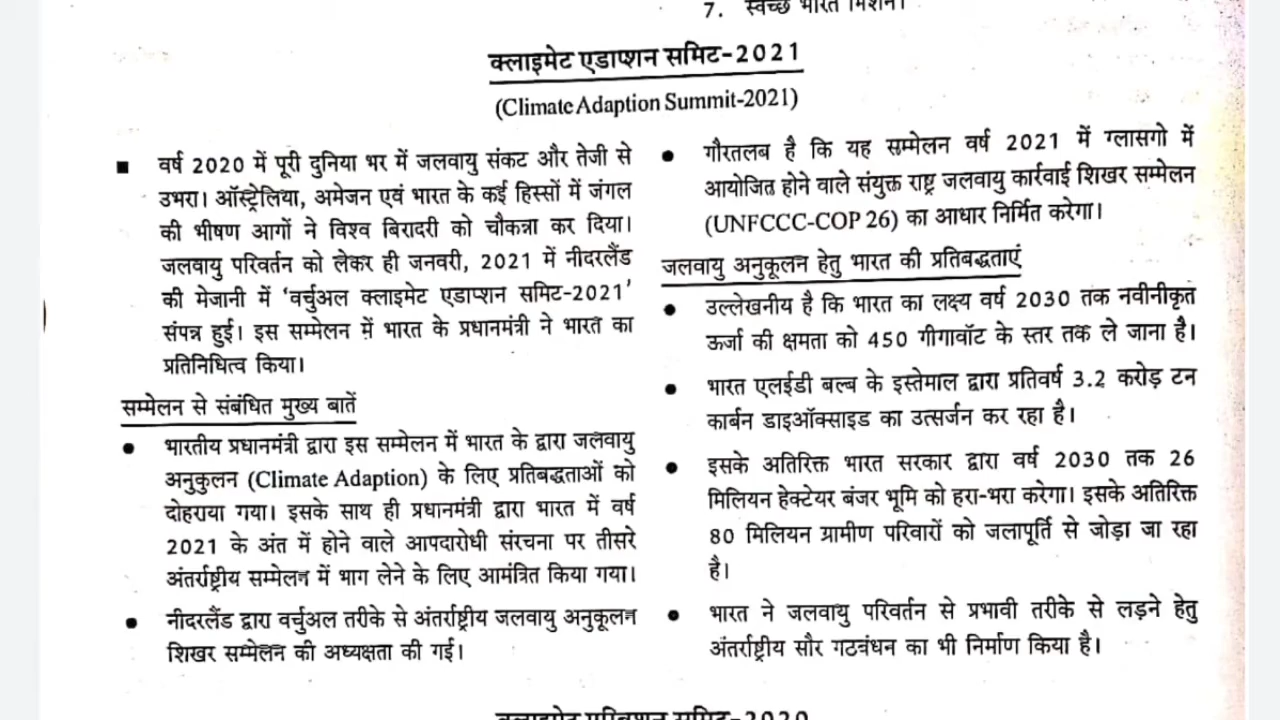 7. स्वच्छ भारत मिशन।
क्लाइमेट एडाप्शन समिट-2021
(Climate Adaption Summit-2021)
■ वर्ष 2020 में पूरी दुनिया भर में जलवायु संकट और तेजी से
उभरा। ऑस्ट्रेलिया, अमेजन एवं भारत के कई हिस्सों में जंगल
की भीषण आगों ने विश्व बिरादरी को चौकन्ना कर दिया।
जलवायु परिवर्तन को लेकर ही जनवरी, 2021 में नीदरलैंड
की मेजानी में ‘वर्चुअल क्लाइमेट एडाप्शन समिट-2021’
संपन्न हुई। इस सम्मेलन में भारत के प्रधानमंत्री ने भारत का
प्रतिनिधित्व किया।
सम्मेलन से संबंधित मुख्य बातें
● भारतीय प्रधानमंत्री द्वारा इस सम्मेलन में भारत के द्वारा जलवायु
अनुकुलन (Climate Adaption) के लिए प्रतिबद्धताओं को
दोहराया गया। इसके साथ ही प्रधानमंत्री द्वारा भारत में वर्ष
2021 के अंत में होने वाले आपदारोधी संरचना पर तीसरे
अंतर्राष्ट्रीय सम्मेलन में भाग लेने के लिए आमंत्रित किया गया।
● नीदरलैंड द्वारा वर्चुअल तरीके से अंतर्राष्ट्रीय जलवायु अनुकूलन
शिखर सम्मेलन की अध्यक्षता की गई।
● गौरतलब है कि यह सम्मेलन वर्ष 2021 में ग्लासगो में
आयोजित होने वाले संयुक्त राष्ट्र जलवायु कार्रवाई शिखर सम्मेलन
(UNFCCC-COP 26) का आधार निर्मित करेगा।
जलवायु अनुकूलन हेतु भारत की प्रतिबद्धताएं
● उल्लेखनीय है कि भारत का लक्ष्य वर्ष 2030 तक नवीनीकृत
ऊर्जा की क्षमता को 450 गीगावॉट के स्तर तक ले जाना है।
● भारत एलईडी बल्ब के इस्तेमाल द्वारा प्रतिवर्ष 3.2 करोड़ टन
कार्बन डाइऑक्साइड का उत्सर्जन कर रहा है।
● इसके अतिरिक्त भारत सरकार द्वारा वर्ष 2030 तक 26
मिलियन हेक्टेयर बंजर भूमि को हरा-भरा करेगा। इसके अतिरिक्त
80 मिलियन ग्रामीण परिवारों को जलापूर्ति से जोड़ा जा रहा
है।
● भारत ने जलवायु परिवर्तन से प्रभावी तरीके से लड़ने हेतु
अंतर्राष्ट्रीय सौर गठबंधन का भी निर्माण किया है।
क्लाइमेट एम्बिशन समिट-2020